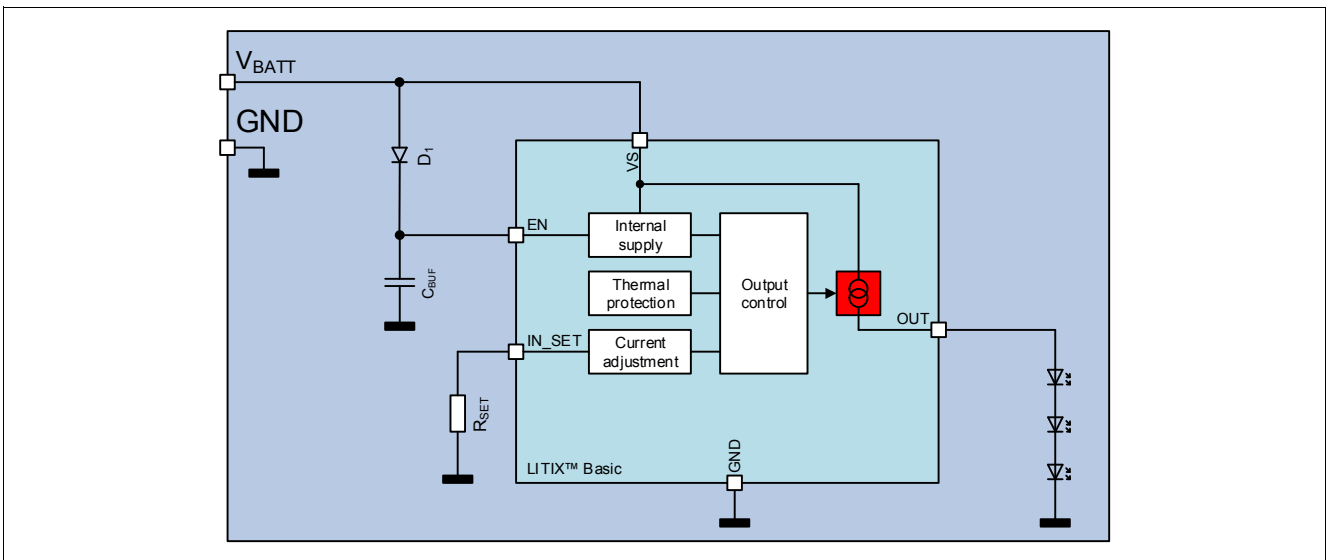 VBATT
GND
D1
VS
EN
Internal
supply
CBUF
Thermal
protection
Output
control
OUT
IN_SET
Current
adjustment
RSET
GND
LITIX™ Basic